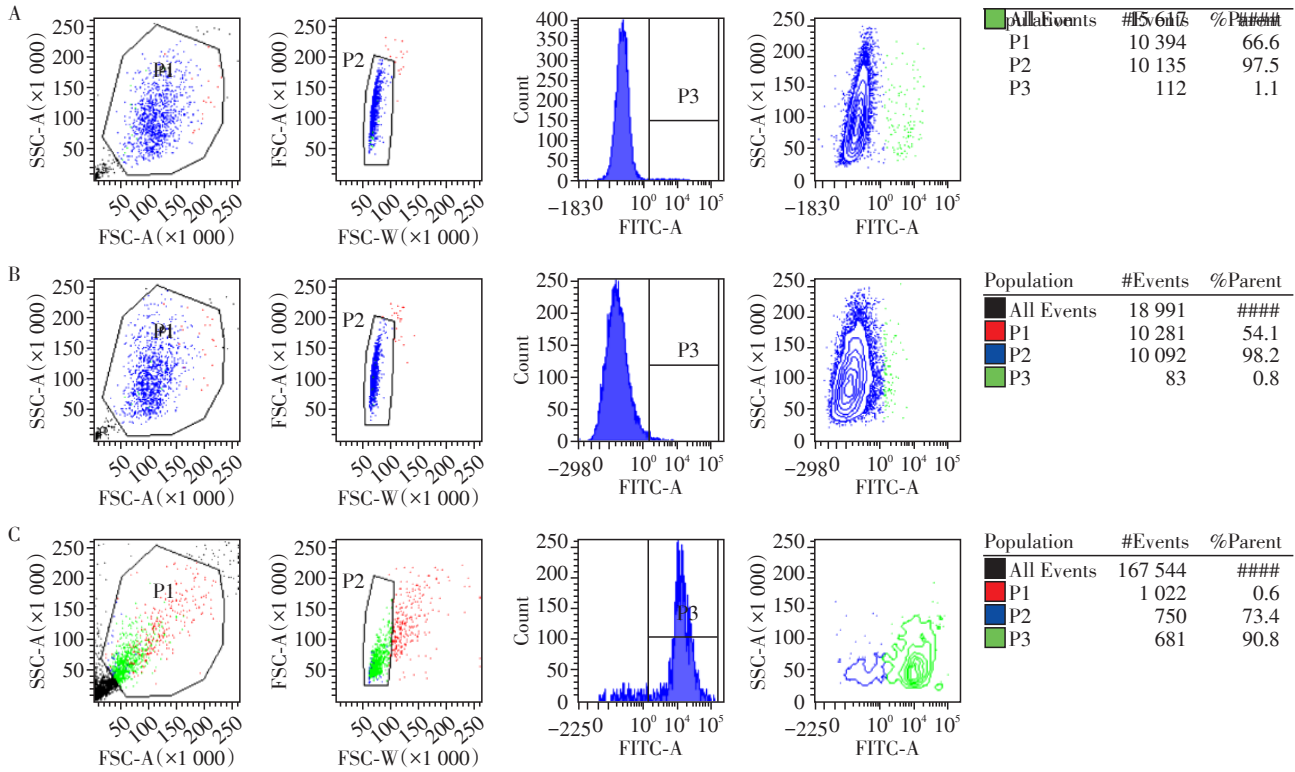 A
SSC-A(×1 000)
250
200
150
100
50
0
P1
50 100 150 200 250
FSC-A(×1 000)
FSC-A(×1 000)
250
200
150
100
50
0
P2
50 100 150 200 250
FSC-W(×1 000)
Count
400
350
300
250
200
150
100
50
0
P3
−183 0 10⁰ 10⁴ 10⁵
FITC-A
SSC-A(×1 000)
250
200
150
100
50
0
−183 0 10⁰ 10⁴ 10⁵
FITC-A
Population #Events %Parent
P1 10 394 66.6
P2 10 135 97.5
P3 112 1.1
B
SSC-A(×1 000)
250
200
150
100
50
P1
50 100 150 200 250
FSC-A(×1 000)
FSC-A(×1 000)
250
200
150
100
50
P2
50 100 150 200 250
FSC-W(×1 000)
Count
250
200
150
100
50
0
P3
−298 0 10⁰ 10⁴ 10⁵
FITC-A
SSC-A(×1 000)
250
200
150
100
50
0
−298 0 10⁰ 10⁴ 10⁵
FITC-A
Population #Events %Parent
All Events 18 991 ####
P1 10 281 54.1
P2 10 092 98.2
P3 83 0.8
C
SSC-A(×1 000)
250
200
150
100
50
0
P1
50 100 150 200 250
FSC-A(×1 000)
FSC-A(×1 000)
250
200
150
100
50
0
P2
50 100 150 200 250
FSC-W(×1 000)
Count
250
200
150
100
50
0
P3
−225 0 10⁰ 10⁴ 10⁵
FITC-A
SSC-A(×1 000)
250
200
150
100
50
0
−225 0 10⁰ 10⁴ 10⁵
FITC-A
Population #Events %Parent
All Events 167 544 ####
P1 1 022 0.6
P2 750 73.4
P3 681 90.8